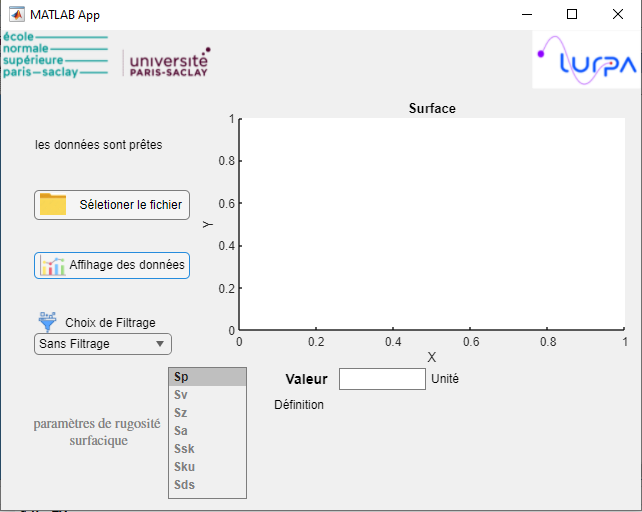 MATLAB App
école
normale
supérieure
paris–saclay
université
PARIS-SACLAY
LURPA
Surface
les données sont prêtes
Séletioner le fichier
Affihage des données
Choix de Filtrage
Sans Filtrage
1
0.8
0.6
0.4
0.2
0
Y
0
0.2
0.4
0.6
0.8
1
X
paramètres de rugosité
surfacique
Sp
Sv
Sz
Sa
Ssk
Sku
Sds
Valeur
Unité
Définition